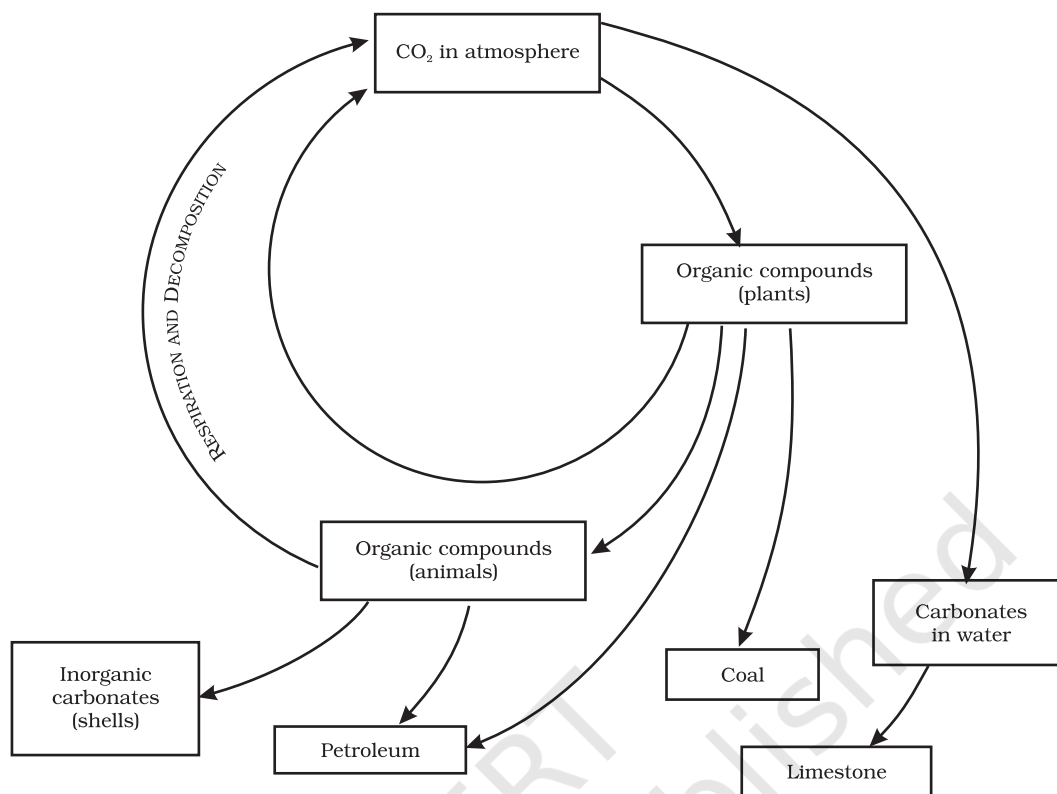 CO₂ in atmosphere
RESPIRATION AND DECOMPOSITION
Organic compounds
(plants)
Organic compounds
(animals)
Carbonates
in water
Inorganic
carbonates
(shells)
Coal
Petroleum
Limestone